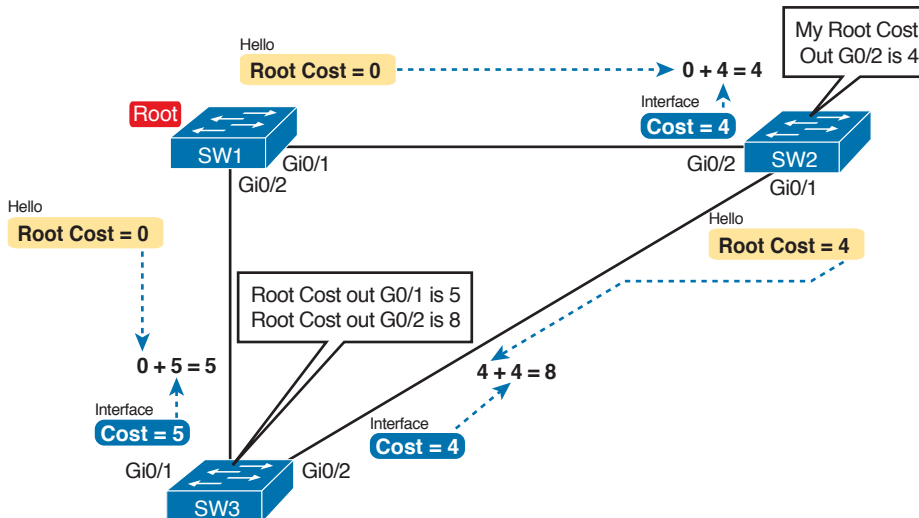 Hello
Root Cost = 0
0 + 4 = 4
My Root Cost
Out G0/2 is 4
Root
Interface
Cost = 4
SW1
Gi0/1
Gi0/2
Gi0/2
SW2
Gi0/1
Hello
Root Cost = 0
Hello
Root Cost = 4
Root Cost out G0/1 is 5
Root Cost out G0/2 is 8
0 + 5 = 5
4 + 4 = 8
Interface
Cost = 5
Interface
Cost = 4
Gi0/1
Gi0/2
SW3